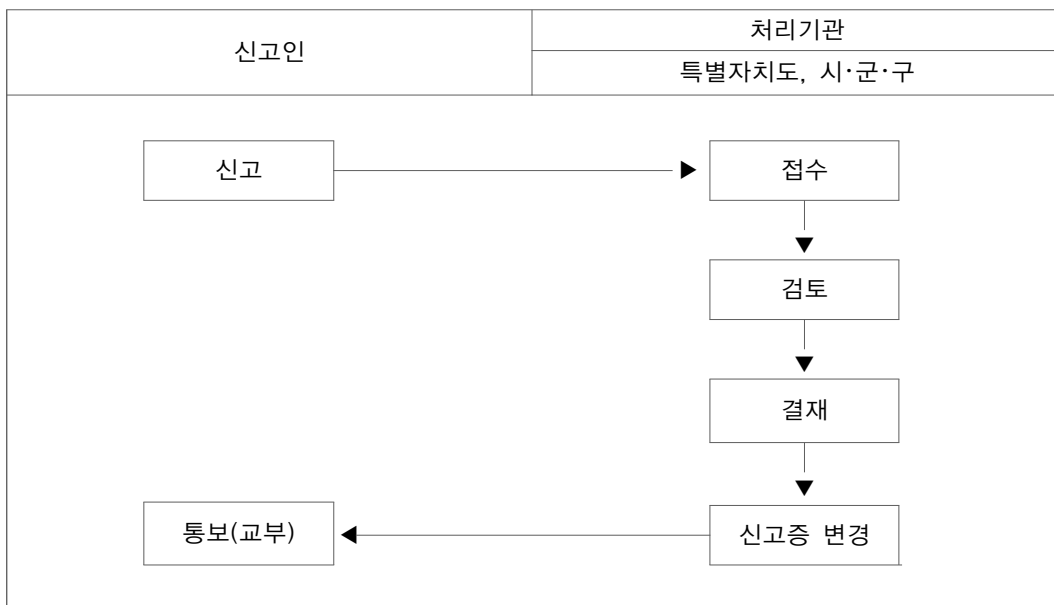 신고인
처리기관
특별자치도, 시·군·구
신고
접수
검토
결재
통보(교부)
신고증 변경